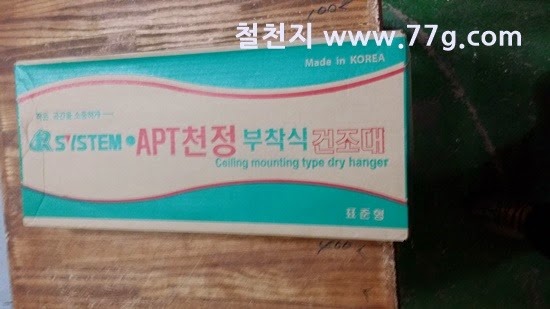 철천지 www.77g.com
Made in KOREA
SYSTEM • APT천정 부착식 건조대
Ceiling mounting type dry hanger
표준형